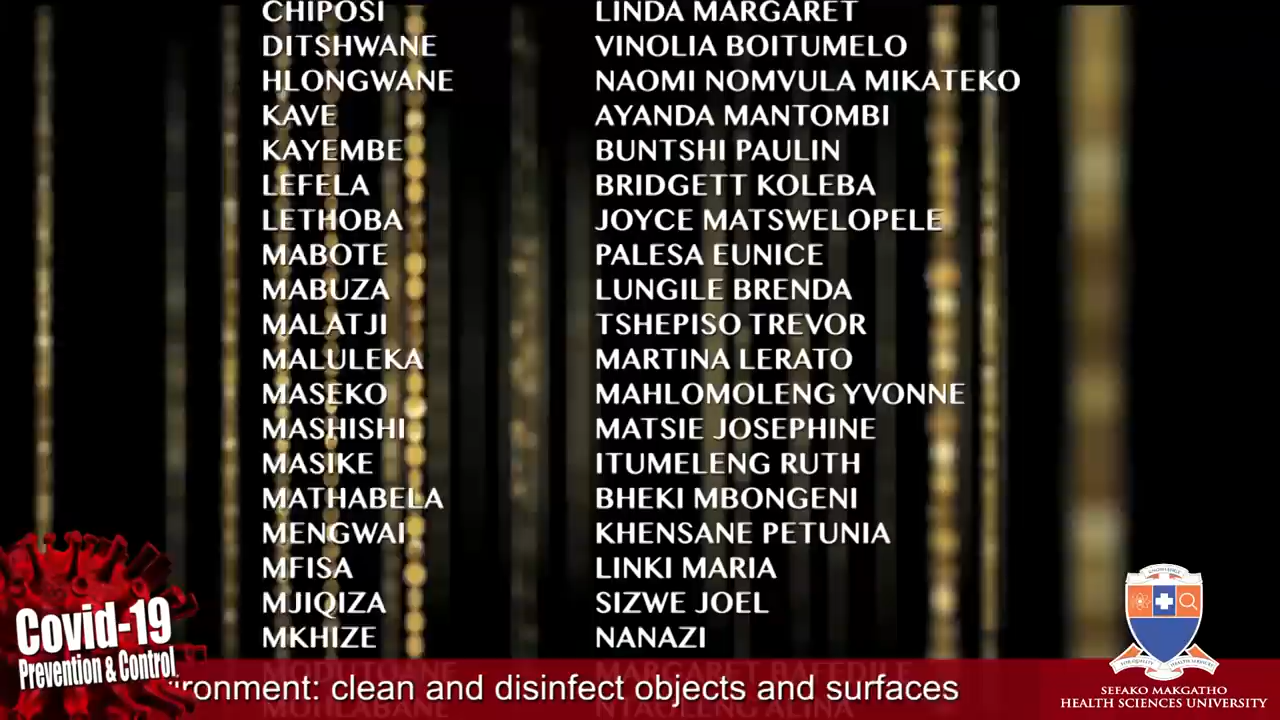 CHIPOSI LINDA MARGARET
DITSHWANE VINOLIA BOITUMELO
HLONGWANE NAOMI NOMVULA MIKATEKO
KAVE AYANDA MANTOMBI
KAYEMBE BUNTSHI PAULIN
LEFELA BRIDGETT KOLEBA
LETHOBA JOYCE MATSWELOPELE
MABOTE PALESA EUNICE
MABUZA LUNGILE BRENDA
MALATJI TSHEPISO TREVOR
MALULEKA MARTINA LERATO
MASEKO MAHLOMOLENG YVONNE
MASHISHI MATSIE JOSEPHINE
MASIKE ITUMELENG RUTH
MATHABELA BHEKI MBONGENI
MENGWAI KHENSANE PETUNIA
MFISA LINKI MARIA
MJIQIZA SIZWE JOEL
MKHIZE NANAZI
Covid-19
Prevention & Control
ironment: clean and disinfect objects and surfaces
SEFAKO MAKGATHO
HEALTH SCIENCES UNIVERSITY